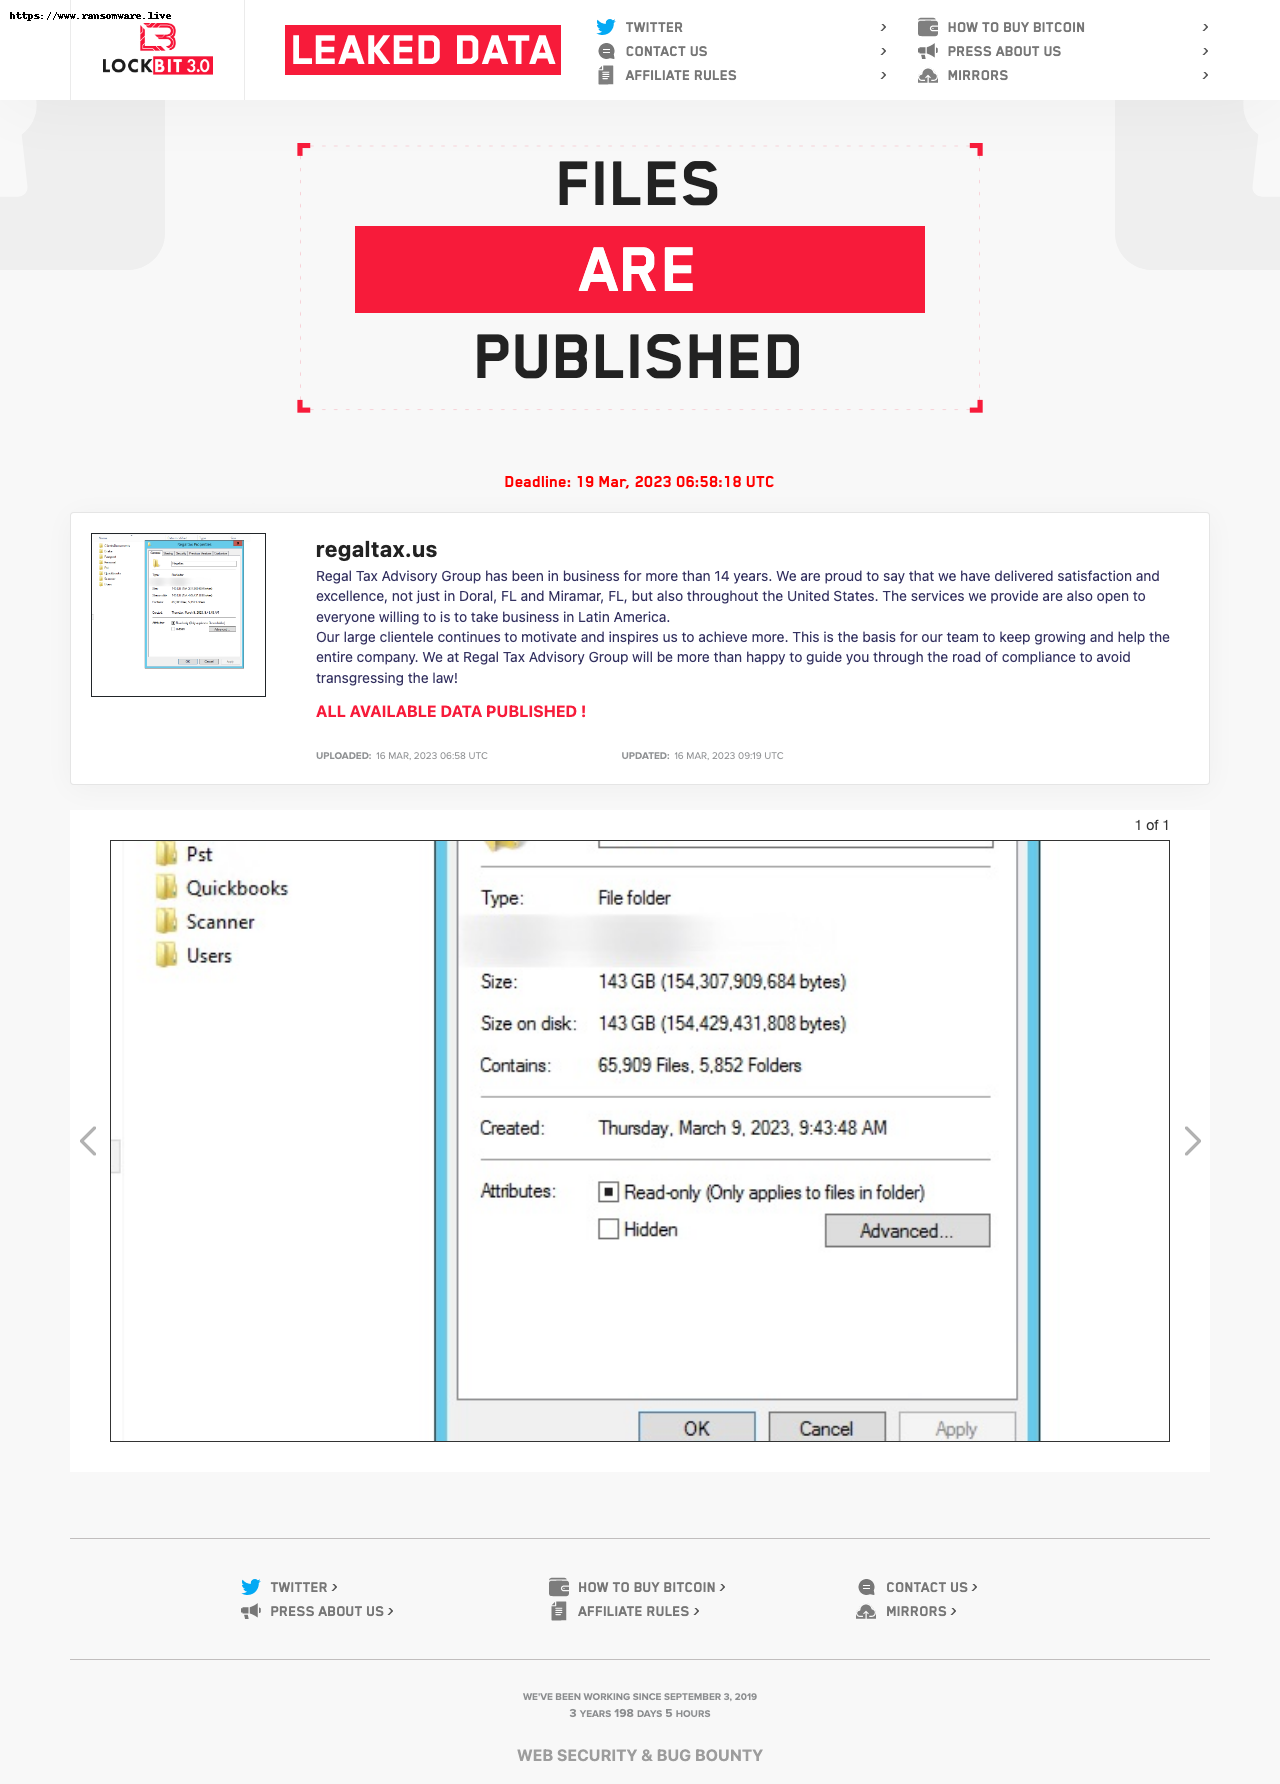 https://www.ransomware.live
LOCKBIT 3.0
LEAKED DATA
TWITTER >
CONTACT US >
AFFILIATE RULES >
HOW TO BUY BITCOIN >
PRESS ABOUT US >
MIRRORS >
FILES
ARE
PUBLISHED
Deadline: 19 Mar, 2023 06:58:18 UTC
regaltax.us
Regal Tax Advisory Group has been in business for more than 14 years. We are proud to say that we have delivered satisfaction and
excellence, not just in Doral, FL and Miramar, FL, but also throughout the United States. The services we provide are also open to
everyone willing to is to take business in Latin America.
Our large clientele continues to motivate and inspires us to achieve more. This is the basis for our team to keep growing and help the
entire company. We at Regal Tax Advisory Group will be more than happy to guide you through the road of compliance to avoid
transgressing the law!
ALL AVAILABLE DATA PUBLISHED !
UPLOADED: 16 MAR, 2023 06:58 UTC
UPDATED: 16 MAR, 2023 09:19 UTC
1 of 1
Pst
Quickbooks
Scanner
Users
Type: File folder
Size: 143 GB (154,307,909,684 bytes)
Size on disk: 143 GB (154,429,431,808 bytes)
Contains: 65,909 Files, 5,852 Folders
Created: Thursday, March 9, 2023, 9:43:48 AM
Attributes: Read-only (Only applies to files in folder)
Hidden
Advanced...
OK
Cancel
Apply
TWITTER >
PRESS ABOUT US >
HOW TO BUY BITCOIN >
AFFILIATE RULES >
CONTACT US >
MIRRORS >
WE'VE BEEN WORKING SINCE SEPTEMBER 3, 2019
3 YEARS 198 DAYS 5 HOURS
WEB SECURITY & BUG BOUNTY